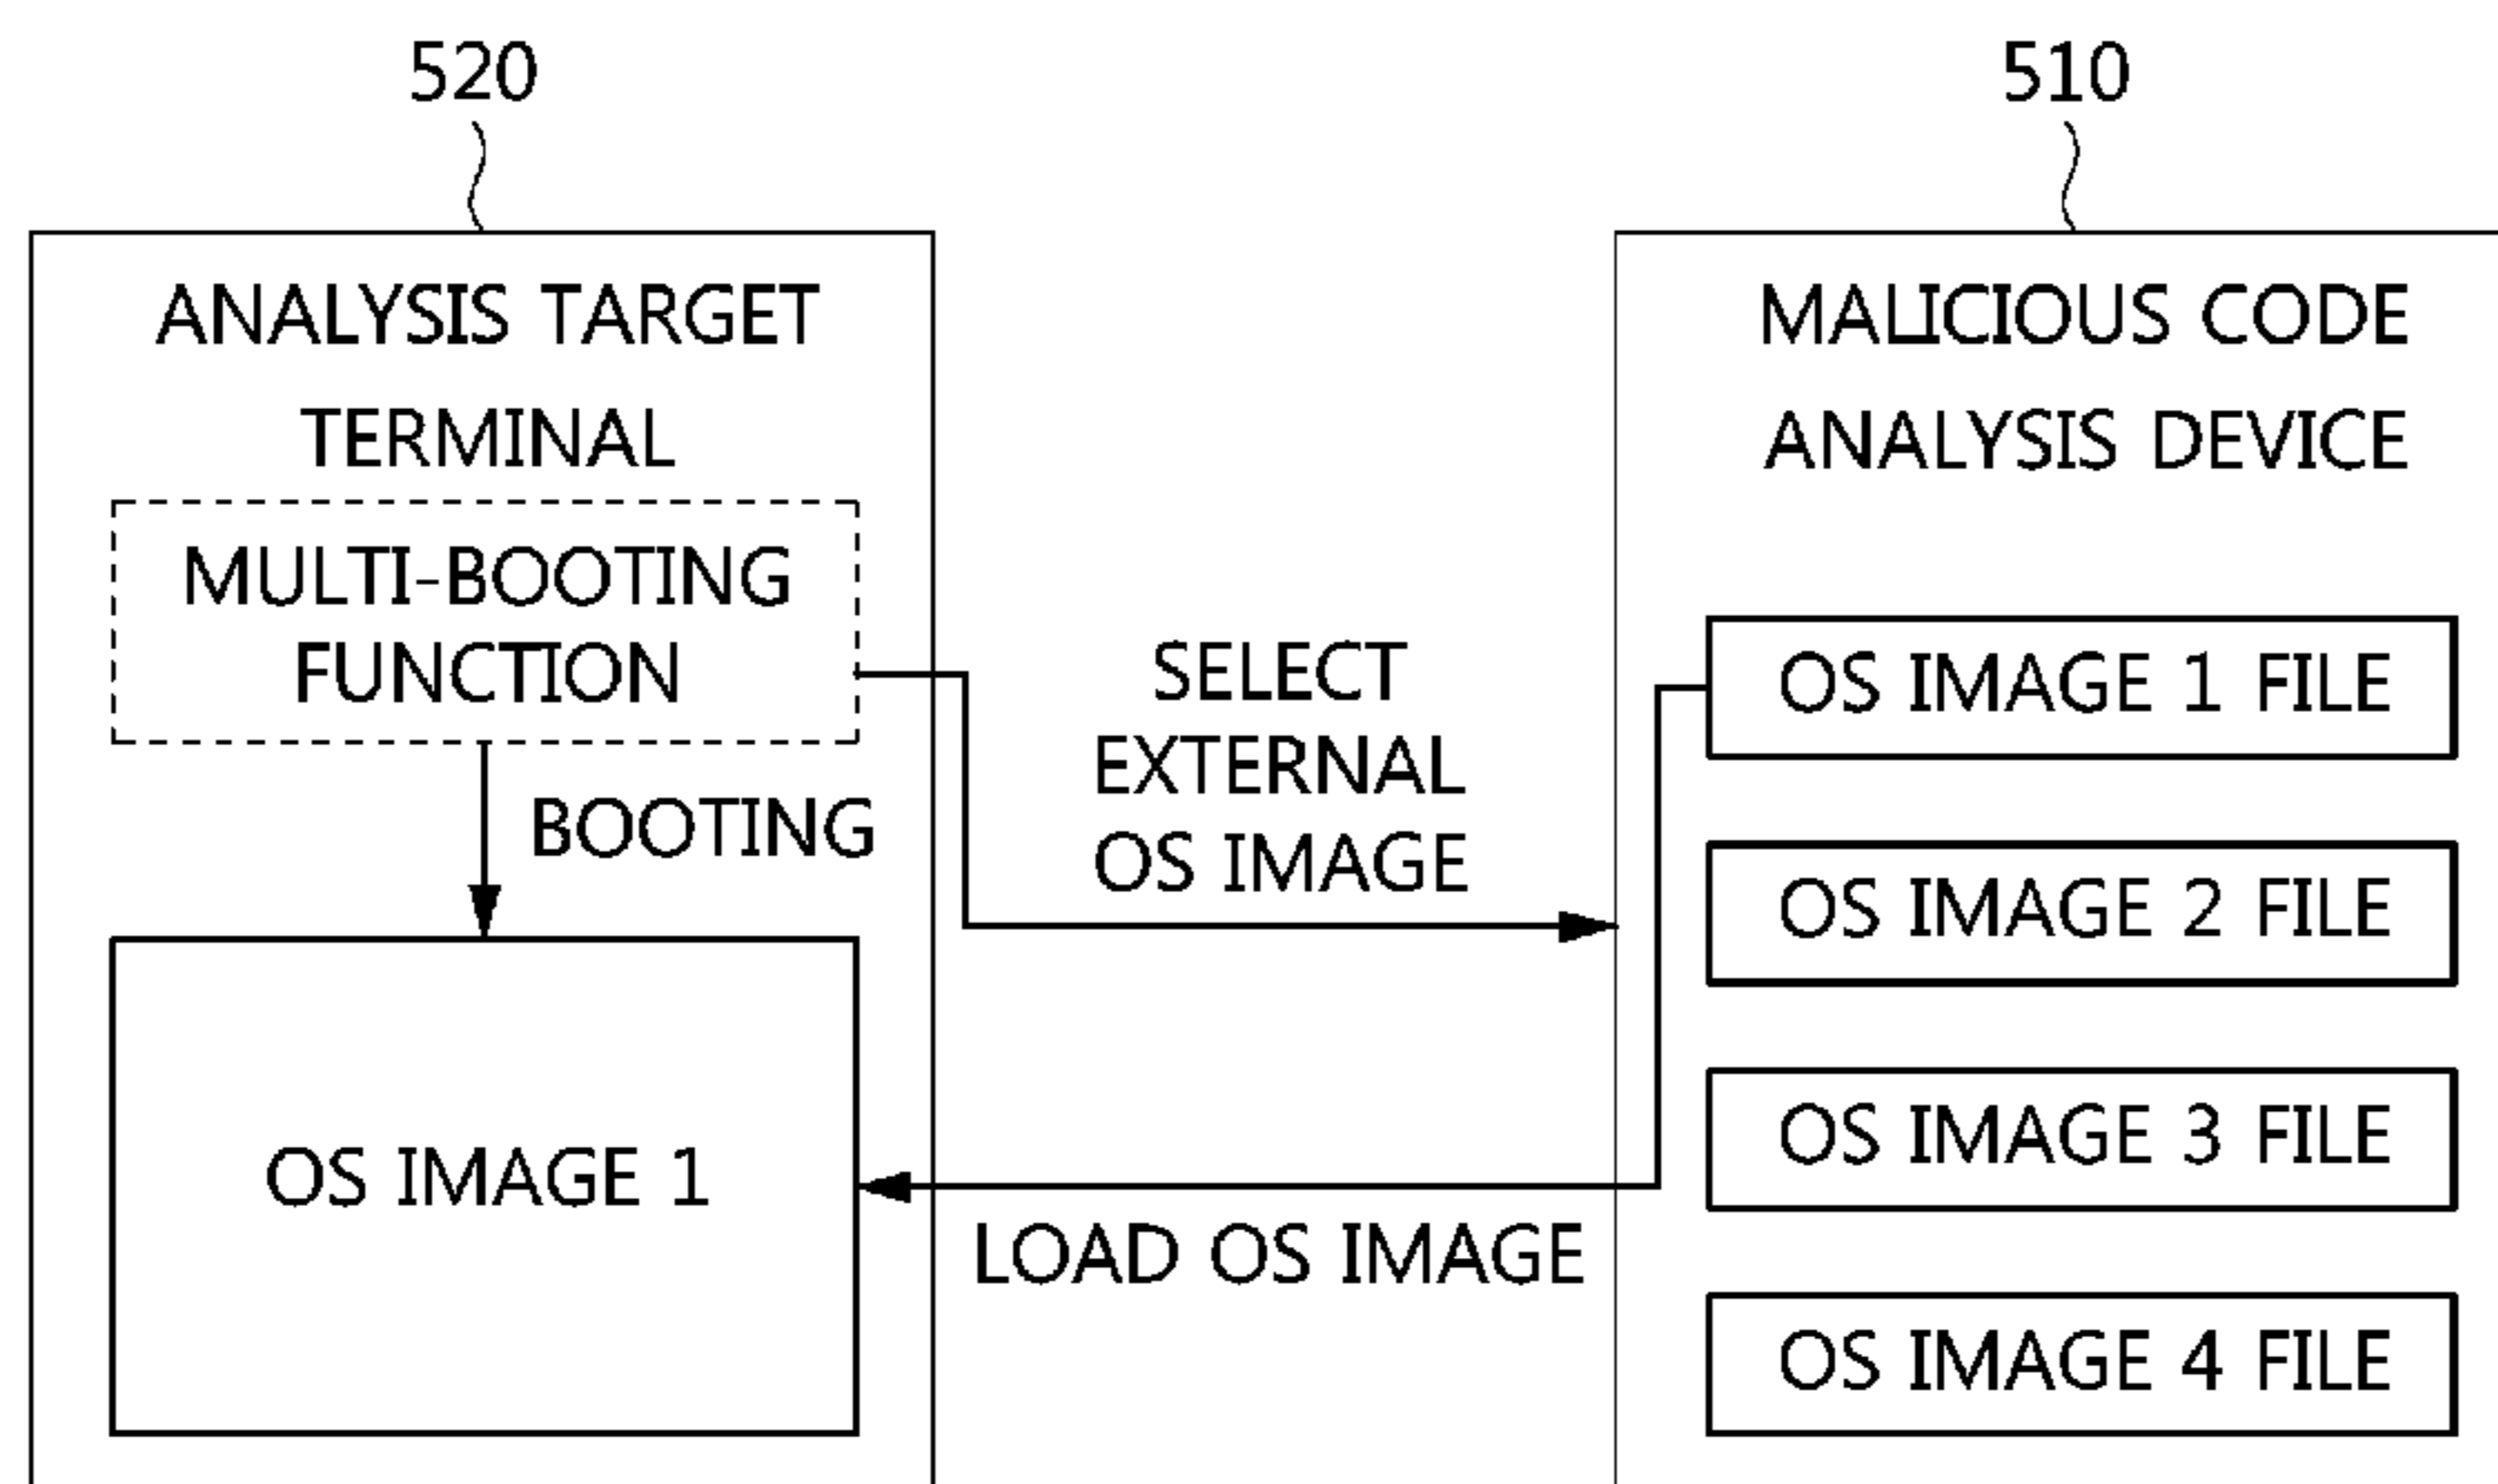 520
510
ANALYSIS TARGET
TERMINAL
MULTI-BOOTING
FUNCTION
BOOTING
OS IMAGE 1
SELECT
EXTERNAL
OS IMAGE
LOAD OS IMAGE
MALICIOUS CODE
ANALYSIS DEVICE
OS IMAGE 1 FILE
OS IMAGE 2 FILE
OS IMAGE 3 FILE
OS IMAGE 4 FILE